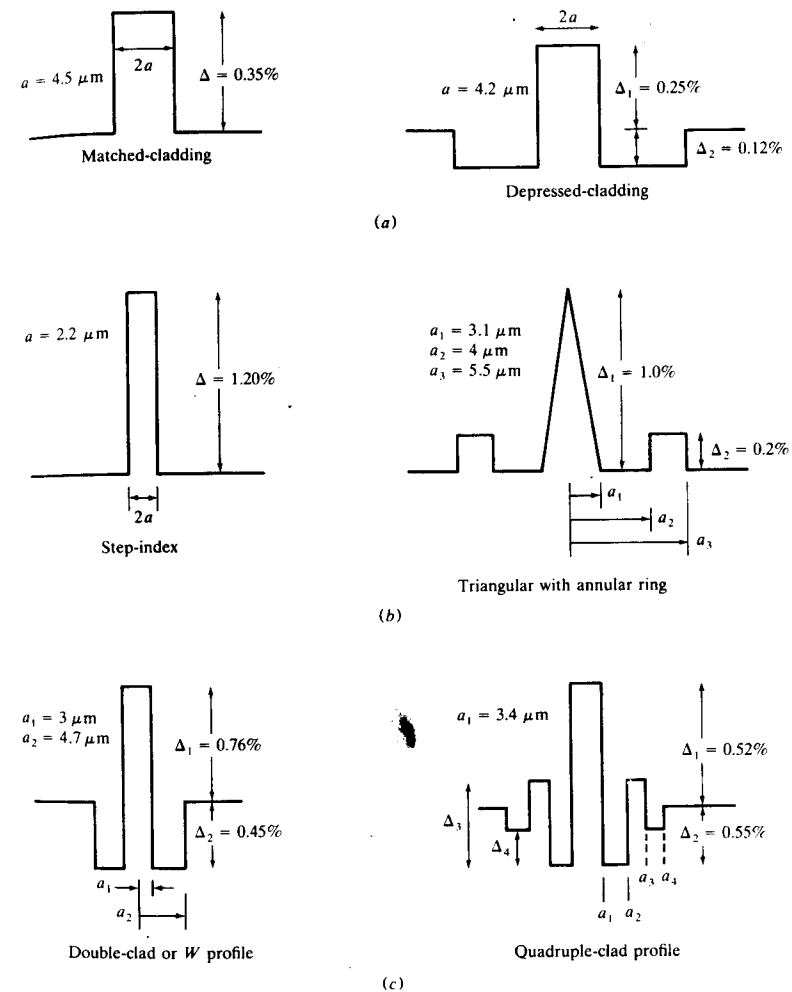 a = 4.5 μm
2a
Δ = 0.35%
Matched-cladding
2a
a = 4.2 μm
Δ₁ = 0.25%
Δ₂ = 0.12%
Depressed-cladding
(a)
a = 2.2 μm
Δ = 1.20%
2a
Step-index
a₁ = 3.1 μm
a₂ = 4 μm
a₃ = 5.5 μm
Δ₁ = 1.0%
Δ₂ = 0.2%
a₁
a₂
a₃
Triangular with annular ring
(b)
a₁ = 3 μm
a₂ = 4.7 μm
Δ₁ = 0.76%
Δ₂ = 0.45%
a₁
a₂
Double-clad or W profile
a₁ = 3.4 μm
Δ₁ = 0.52%
Δ₃
Δ₄
Δ₂ = 0.55%
a₃ a₄
a₁ a₂
Quadruple-clad profile
(c)